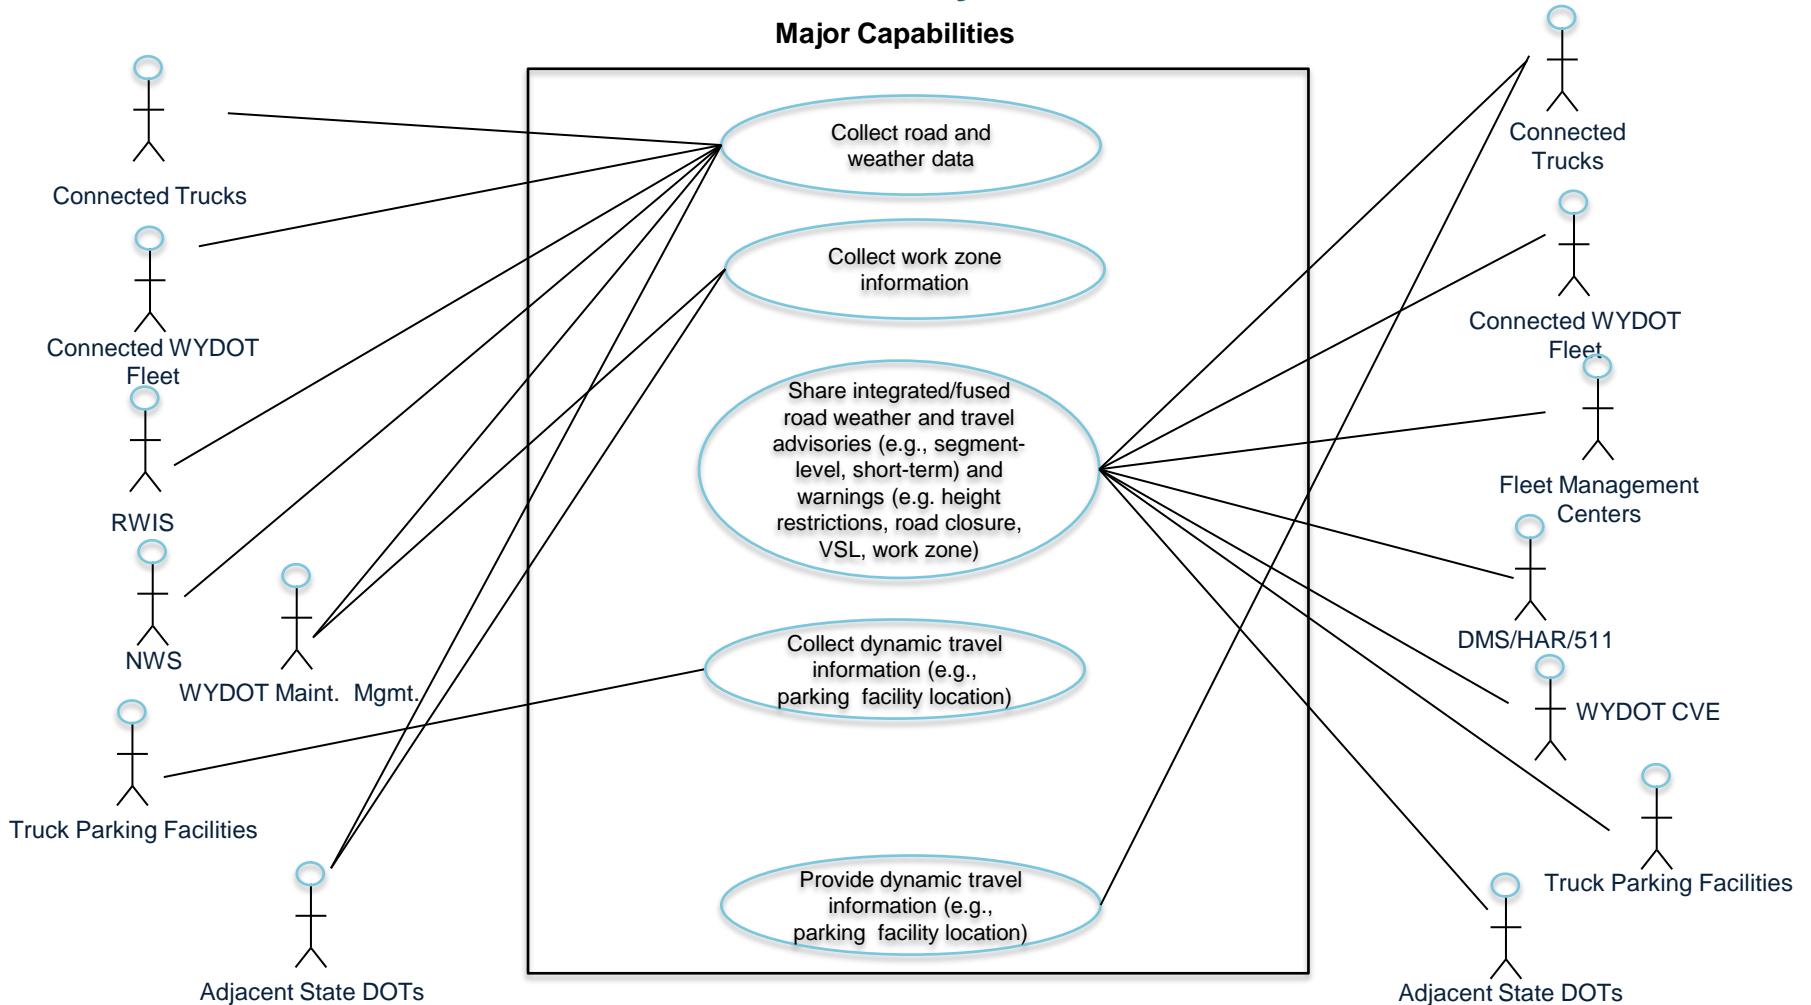 Major Capabilities
Connected Trucks
Connected WYDOT
Fleet
RWIS
NWS
WYDOT Maint.  Mgmt.
Truck Parking Facilities
Adjacent State DOTs
Collect road and
weather data
Collect work zone
information
Share integrated/fused
road weather and travel
advisories (e.g., segment-
level, short-term) and
warnings (e.g. height
restrictions, road closure,
VSL, work zone)
Collect dynamic travel
information (e.g.,
parking  facility location)
Provide dynamic travel
information (e.g.,
parking  facility location)
Connected
Trucks
Connected WYDOT
Fleet
Fleet Management
Centers
DMS/HAR/511
WYDOT CVE
Truck Parking Facilities
Adjacent State DOTs